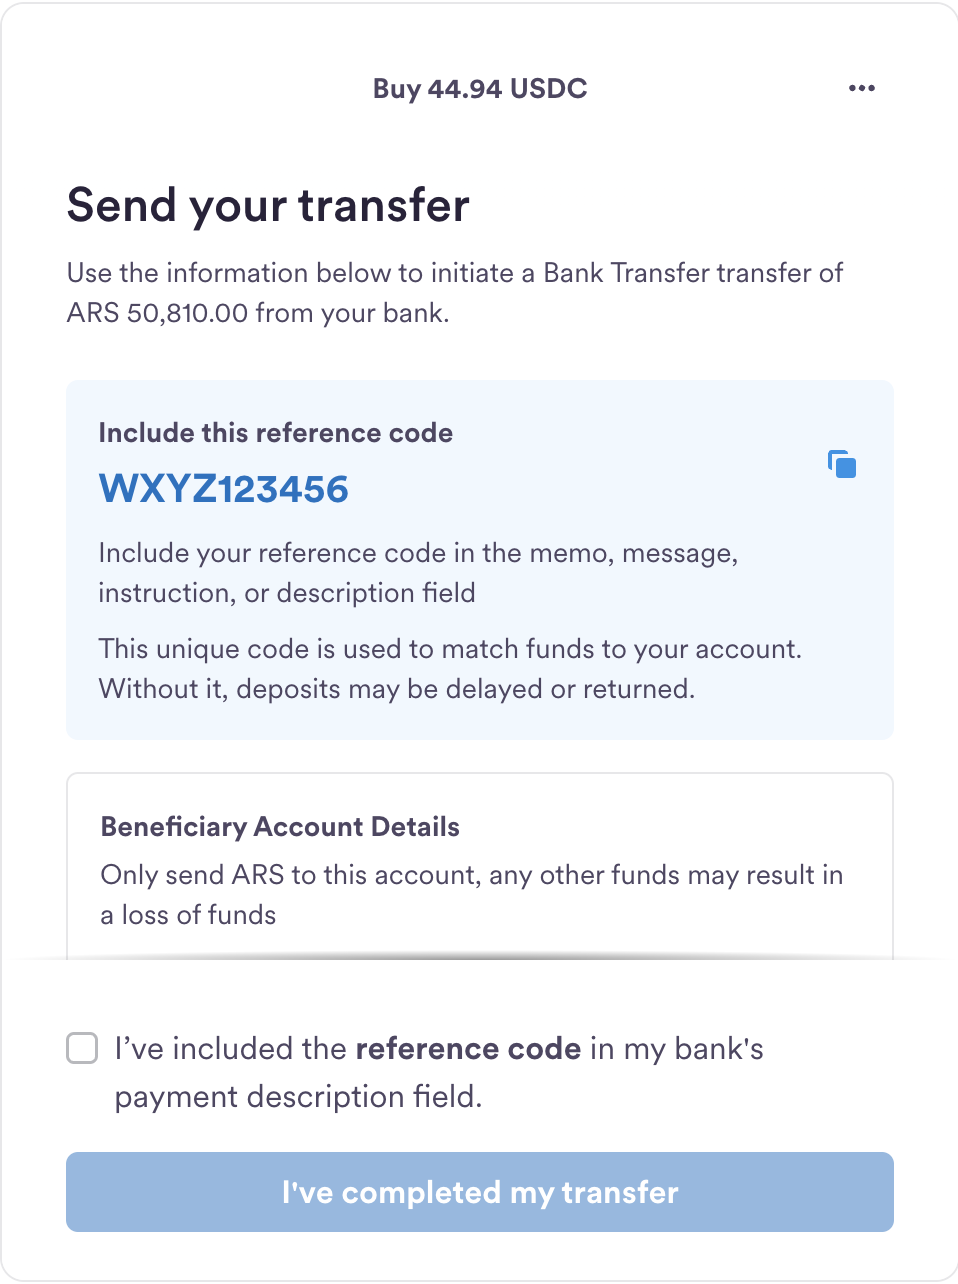 Buy 44.94 USDC
Send your transfer
Use the information below to initiate a Bank Transfer transfer of
ARS 50,810.00 from your bank.
Include this reference code
WXYZ123456
Include your reference code in the memo, message,
instruction, or description field
This unique code is used to match funds to your account.
Without it, deposits may be delayed or returned.
Beneficiary Account Details
Only send ARS to this account, any other funds may result in
a loss of funds
I’ve included the reference code in my bank's
payment description field.
I've completed my transfer